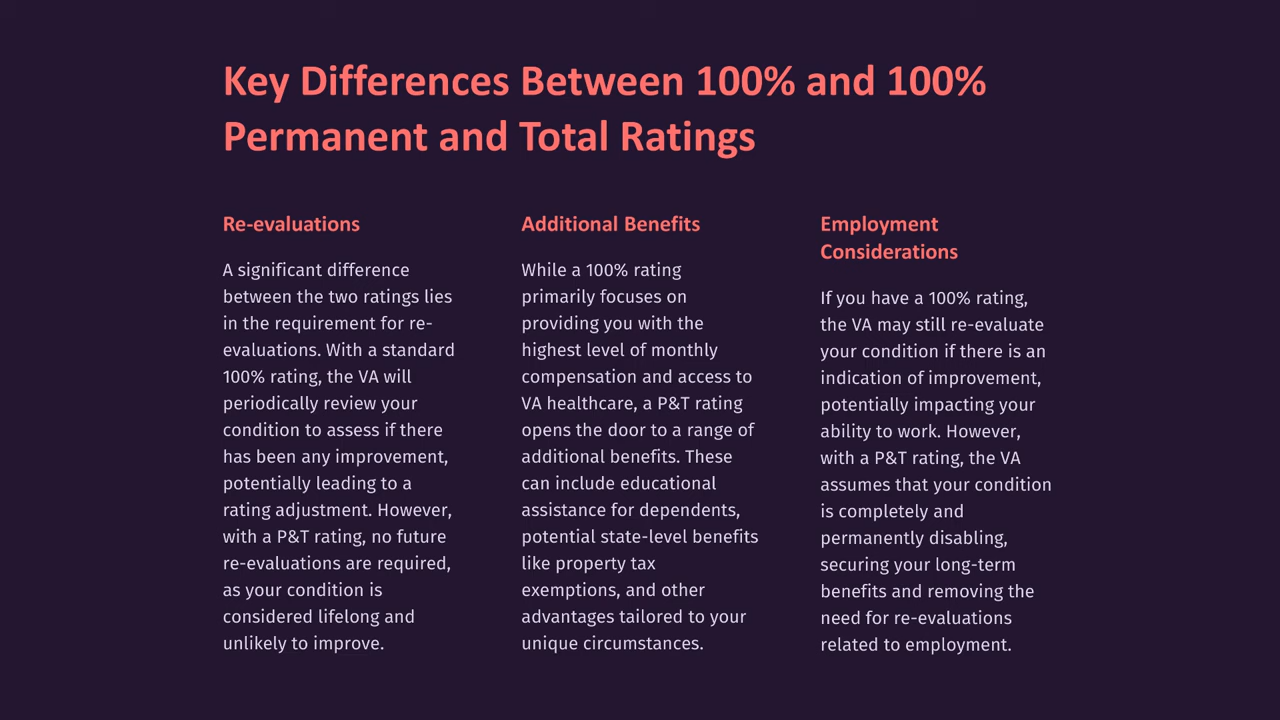 Key Differences Between 100% and 100%
Permanent and Total Ratings
Re-evaluations
A significant difference
between the two ratings lies
in the requirement for re-
evaluations. With a standard
100% rating, the VA will
periodically review your
condition to assess if there
has been any improvement,
potentially leading to a
rating adjustment. However,
with a P&T rating, no future
re-evaluations are required,
as your condition is
considered lifelong and
unlikely to improve.
Additional Benefits
While a 100% rating
primarily focuses on
providing you with the
highest level of monthly
compensation and access to
VA healthcare, a P&T rating
opens the door to a range of
additional benefits. These
can include educational
assistance for dependents,
potential state-level benefits
like property tax
exemptions, and other
advantages tailored to your
unique circumstances.
Employment
Considerations
If you have a 100% rating,
the VA may still re-evaluate
your condition if there is an
indication of improvement,
potentially impacting your
ability to work. However,
with a P&T rating, the VA
assumes that your condition
is completely and
permanently disabling,
securing your long-term
benefits and removing the
need for re-evaluations
related to employment.